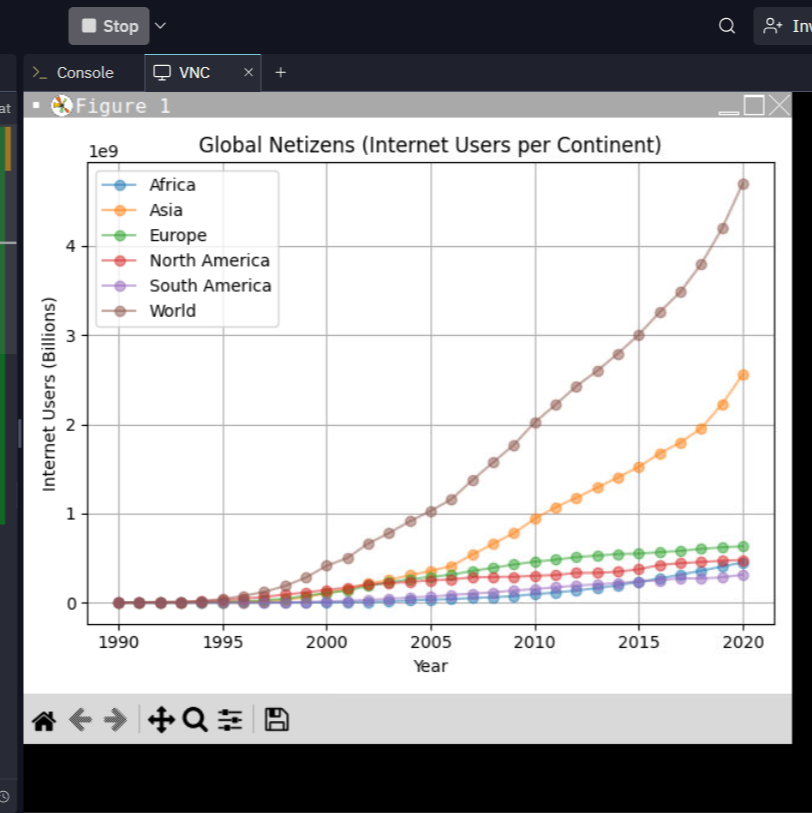 Stop
Inv
at
Console
VNC
Figure 1
Global Netizens (Internet Users per Continent)
1e9
Africa
Asia
Europe
North America
South America
World
Internet Users (Billions)
4
3
2
1
0
1990 1995 2000 2005 2010 2015 2020
Year